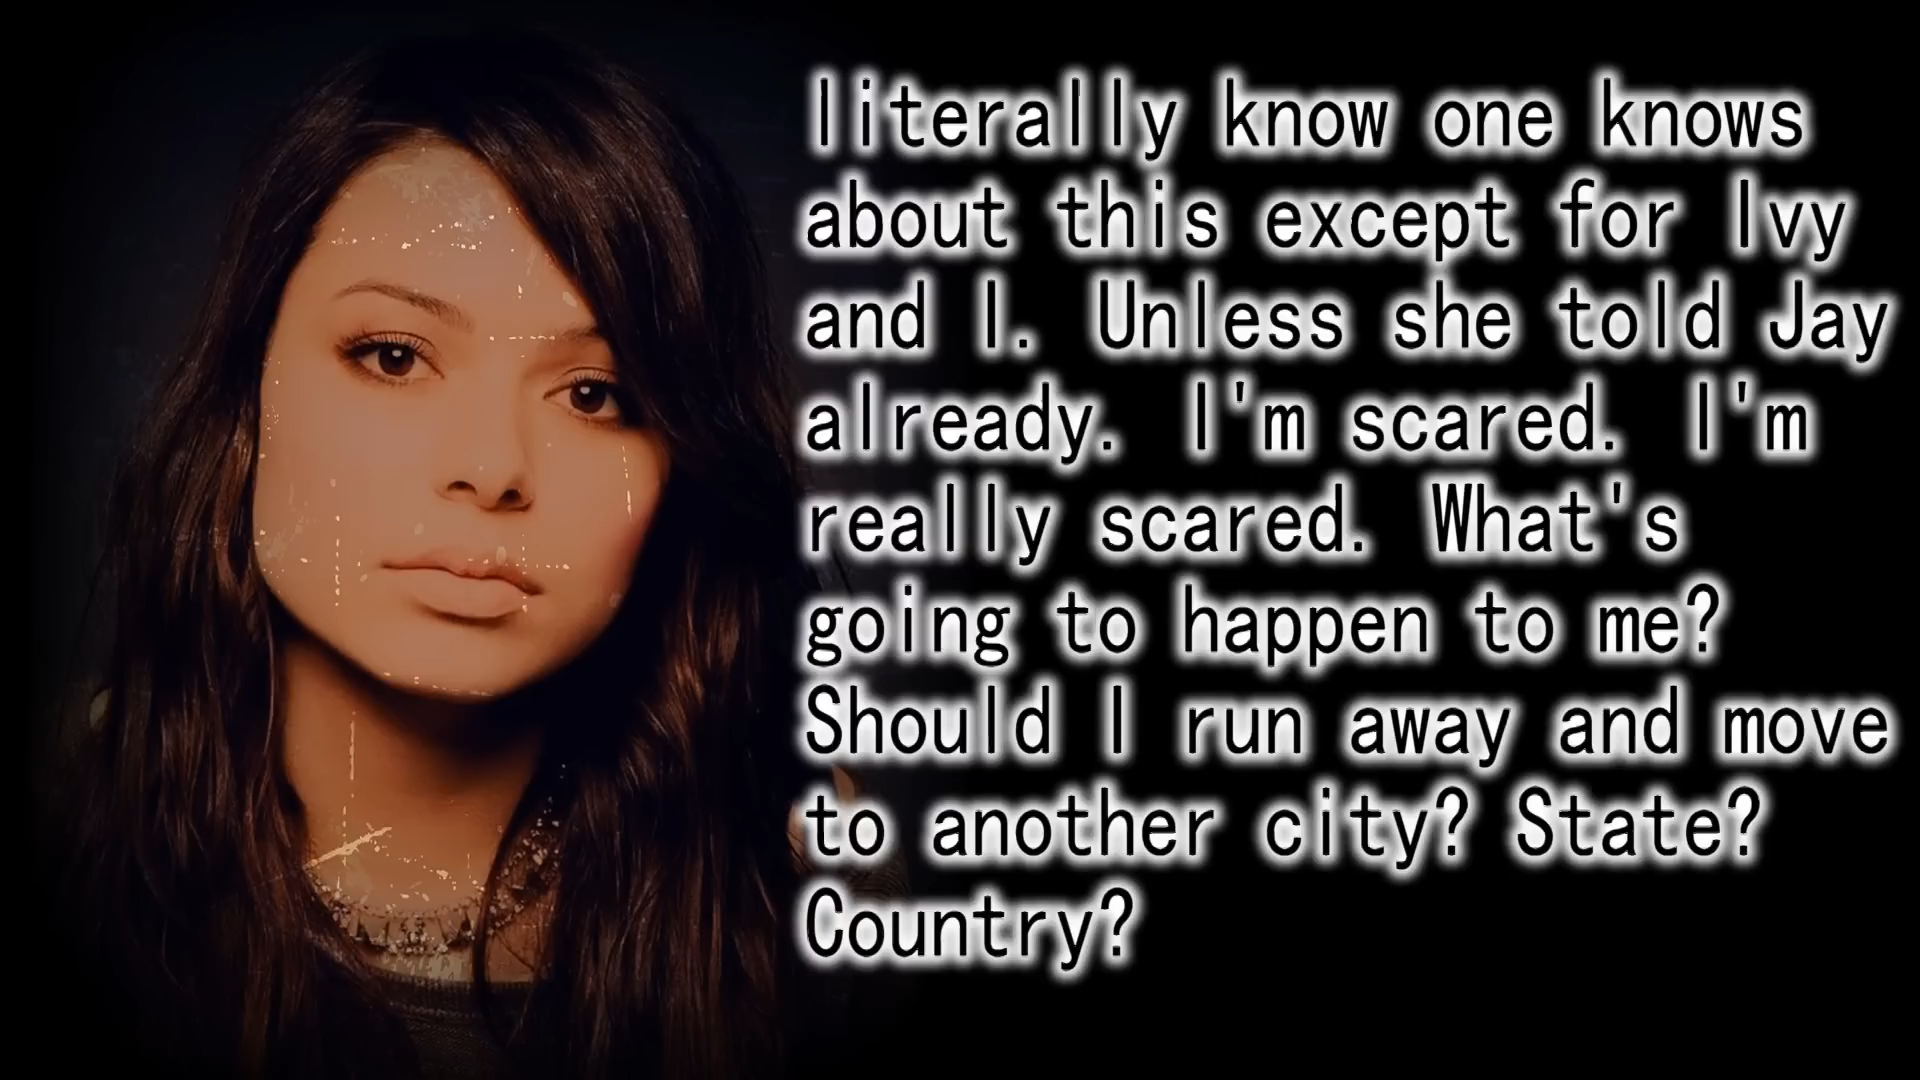 literally know one knows
about this except for Ivy
and I. Unless she told Jay
already. I'm scared. I'm
really scared. What's
going to happen to me?
Should I run away and move
to another city? State?
Country?